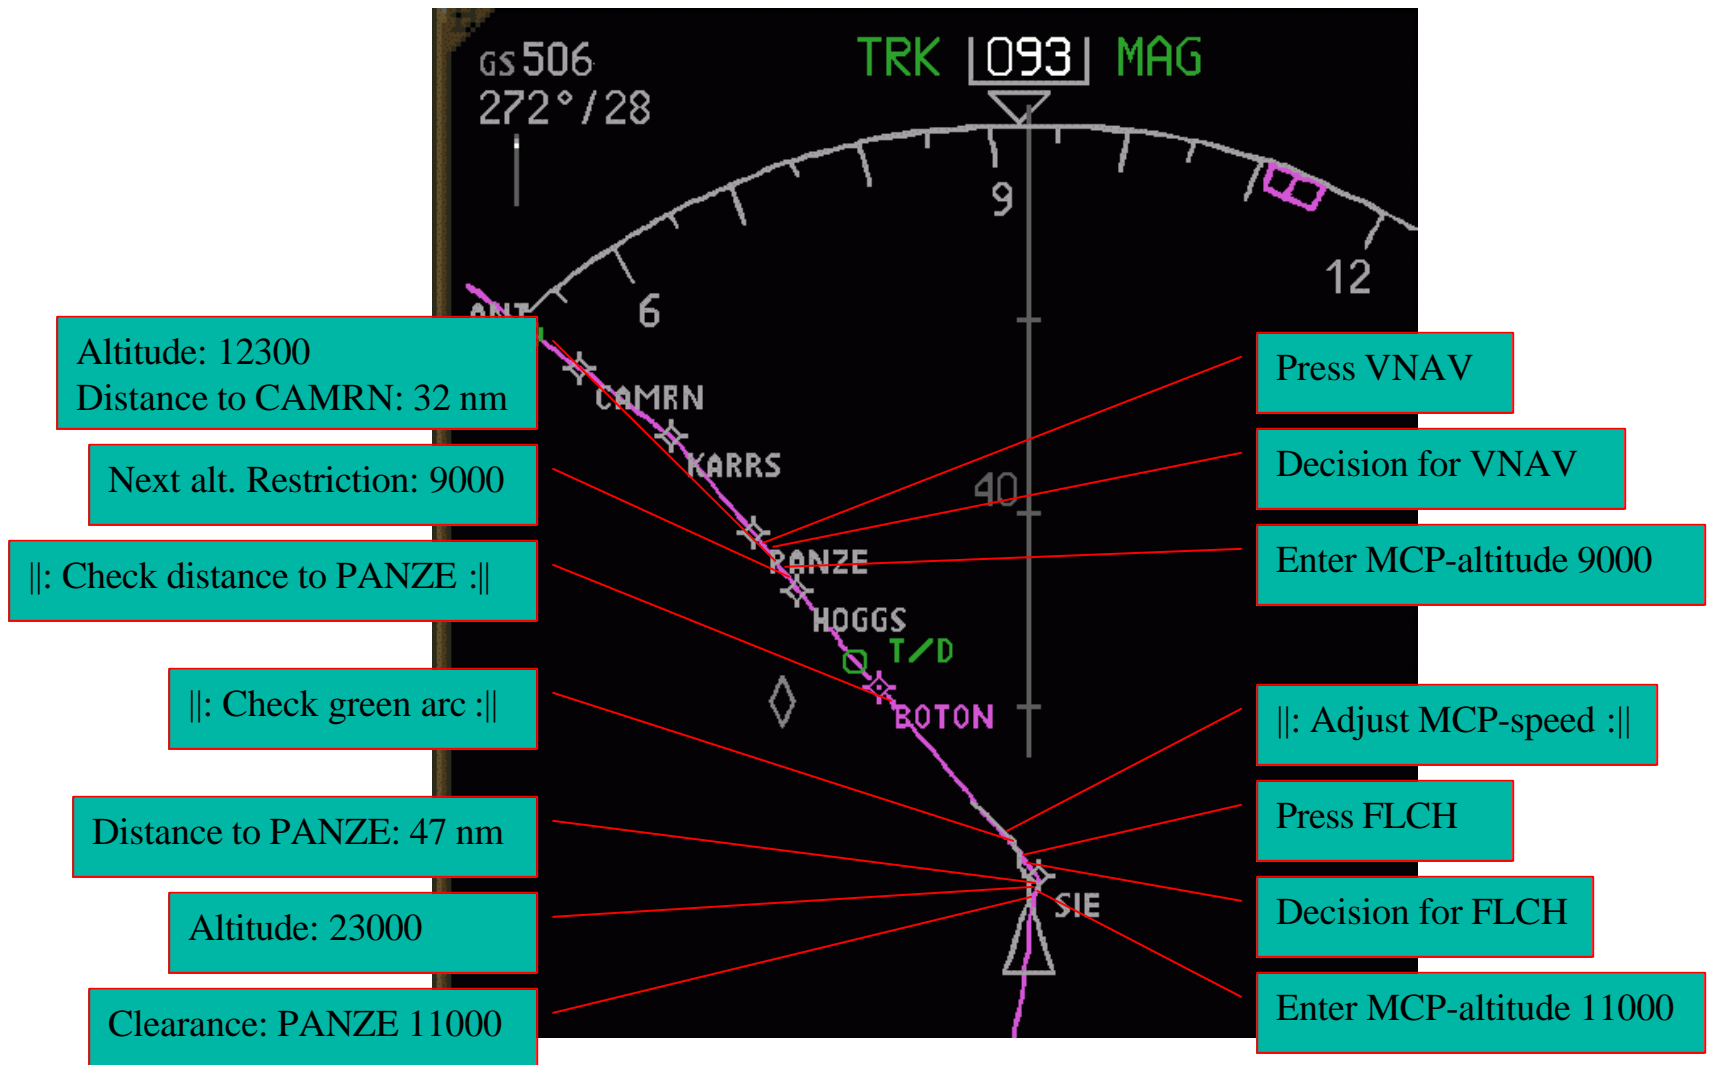 GS 506
TRK 093 MAG
272°/28
9
12
6
Altitude: 12300
Distance to CAMRN: 32 nm
Press VNAV
CAMRN
Next alt. Restriction: 9000
KARRS
Decision for VNAV
40
||: Check distance to PANZE :||
PANZE
Enter MCP-altitude 9000
HOGGS
T/D
||: Check green arc :||
BOTON
||: Adjust MCP-speed :||
Distance to PANZE: 47 nm
Press FLCH
Altitude: 23000
SIE
Decision for FLCH
Clearance: PANZE 11000
Enter MCP-altitude 11000